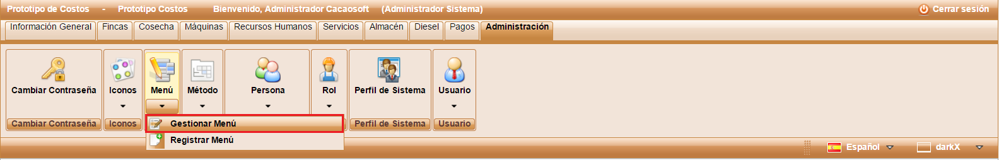 Prototipo de Costos - Prototipo Costos Bienvenido, Administrador Cacaosoft (Administrador Sistema) Cerrar sesión
Información General Fincas Cosecha Máquinas Recursos Humanos Servicios Almacén Diesel Pagos Administración
Cambiar Contraseña Iconos Menú Método Persona Rol Perfil de Sistema Usuario
Cambiar Contraseña Iconos Perfil de Sistema Usuario
Gestionar Menú
Registrar Menú
Español darkX